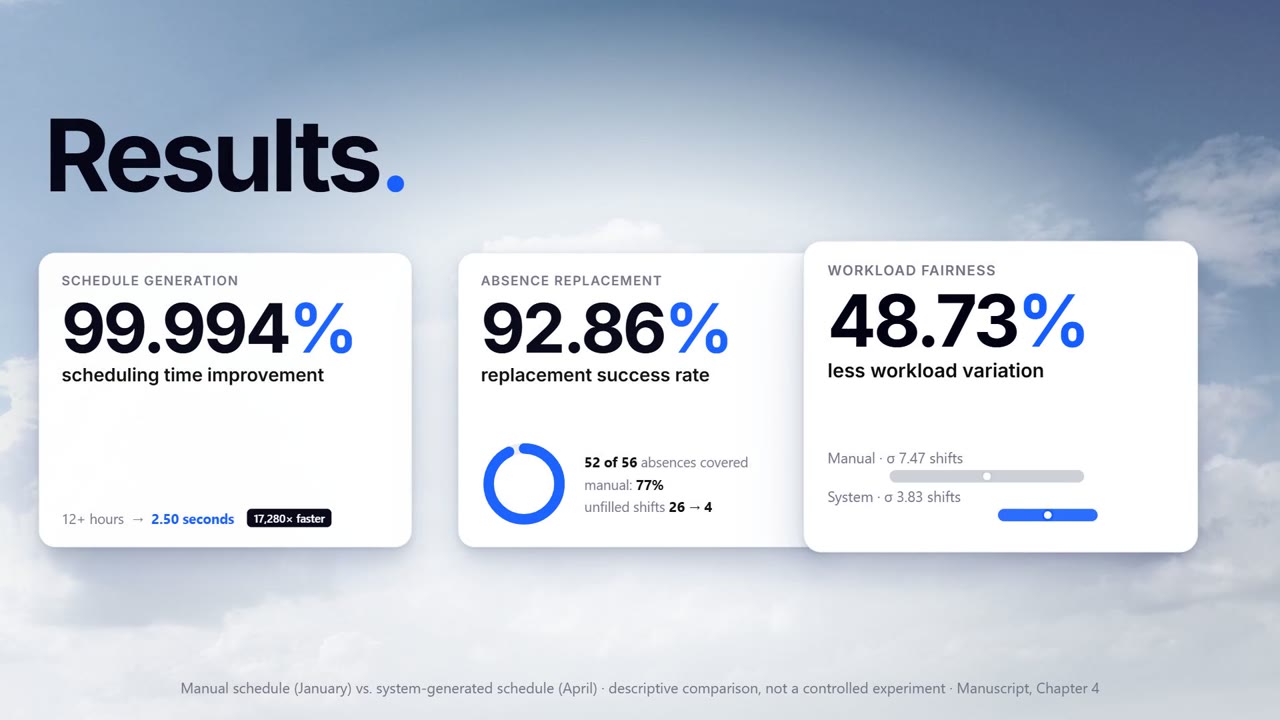 Results.
SCHEDULE GENERATION
99.994%
scheduling time improvement
12+ hours → 2.50 seconds 17,280× faster
ABSENCE REPLACEMENT
92.86%
replacement success rate
52 of 56 absences covered
manual: 77%
unfilled shifts 26 → 4
WORKLOAD FAIRNESS
48.73%
less workload variation
Manual · σ 7.47 shifts
System · σ 3.83 shifts
Manual schedule (January) vs. system-generated schedule (April) · descriptive comparison, not a controlled experiment · Manuscript, Chapter 4